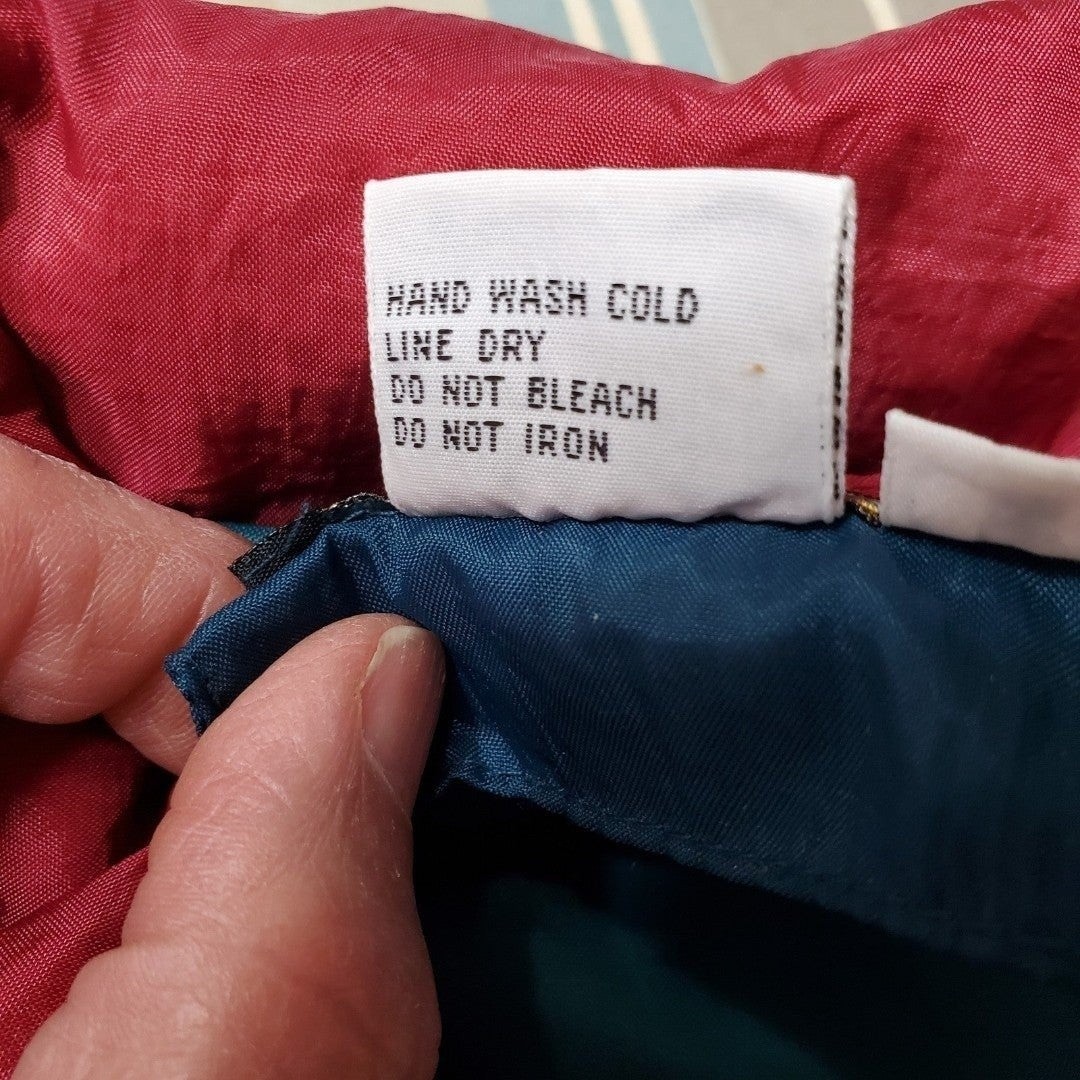 HAND WASH COLD
LINE DRY
DO NOT BLEACH
DO NOT IRON